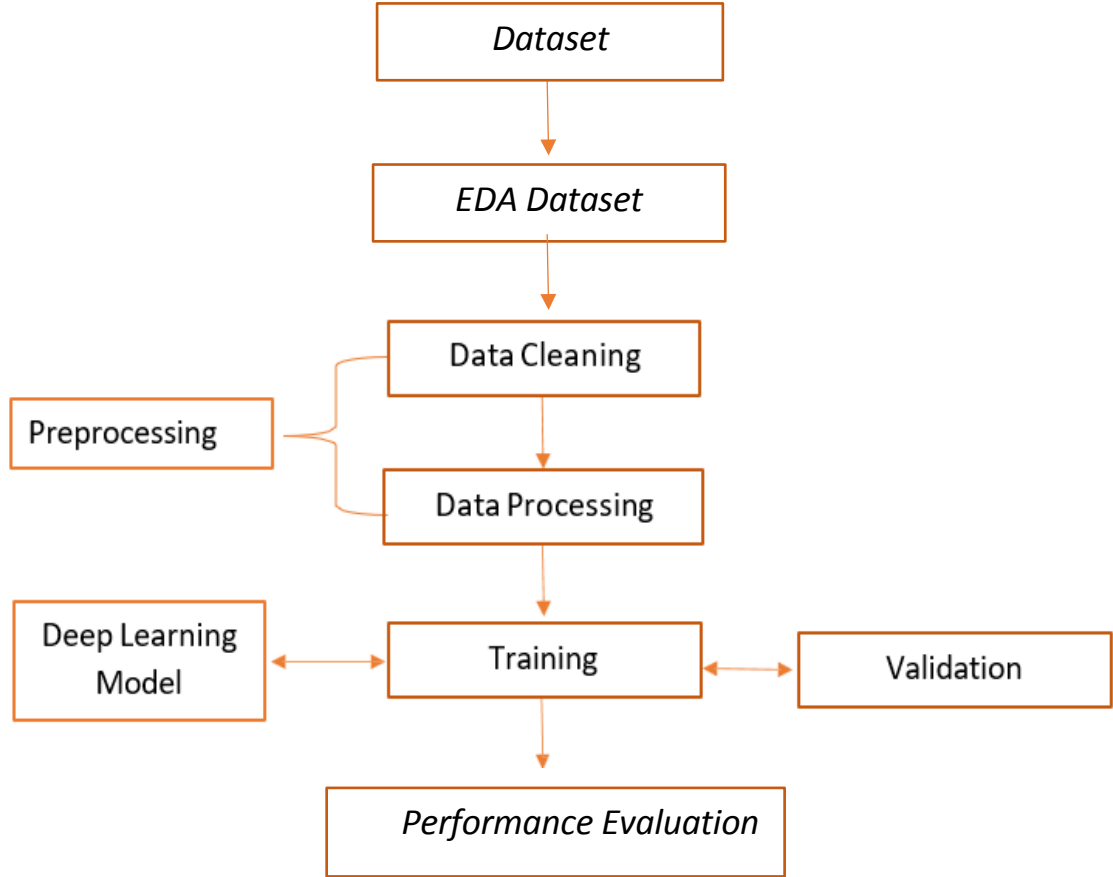 Dataset
EDA Dataset
Data Cleaning
Preprocessing
Data Processing
Deep Learning
Model
Training
Validation
Performance Evaluation